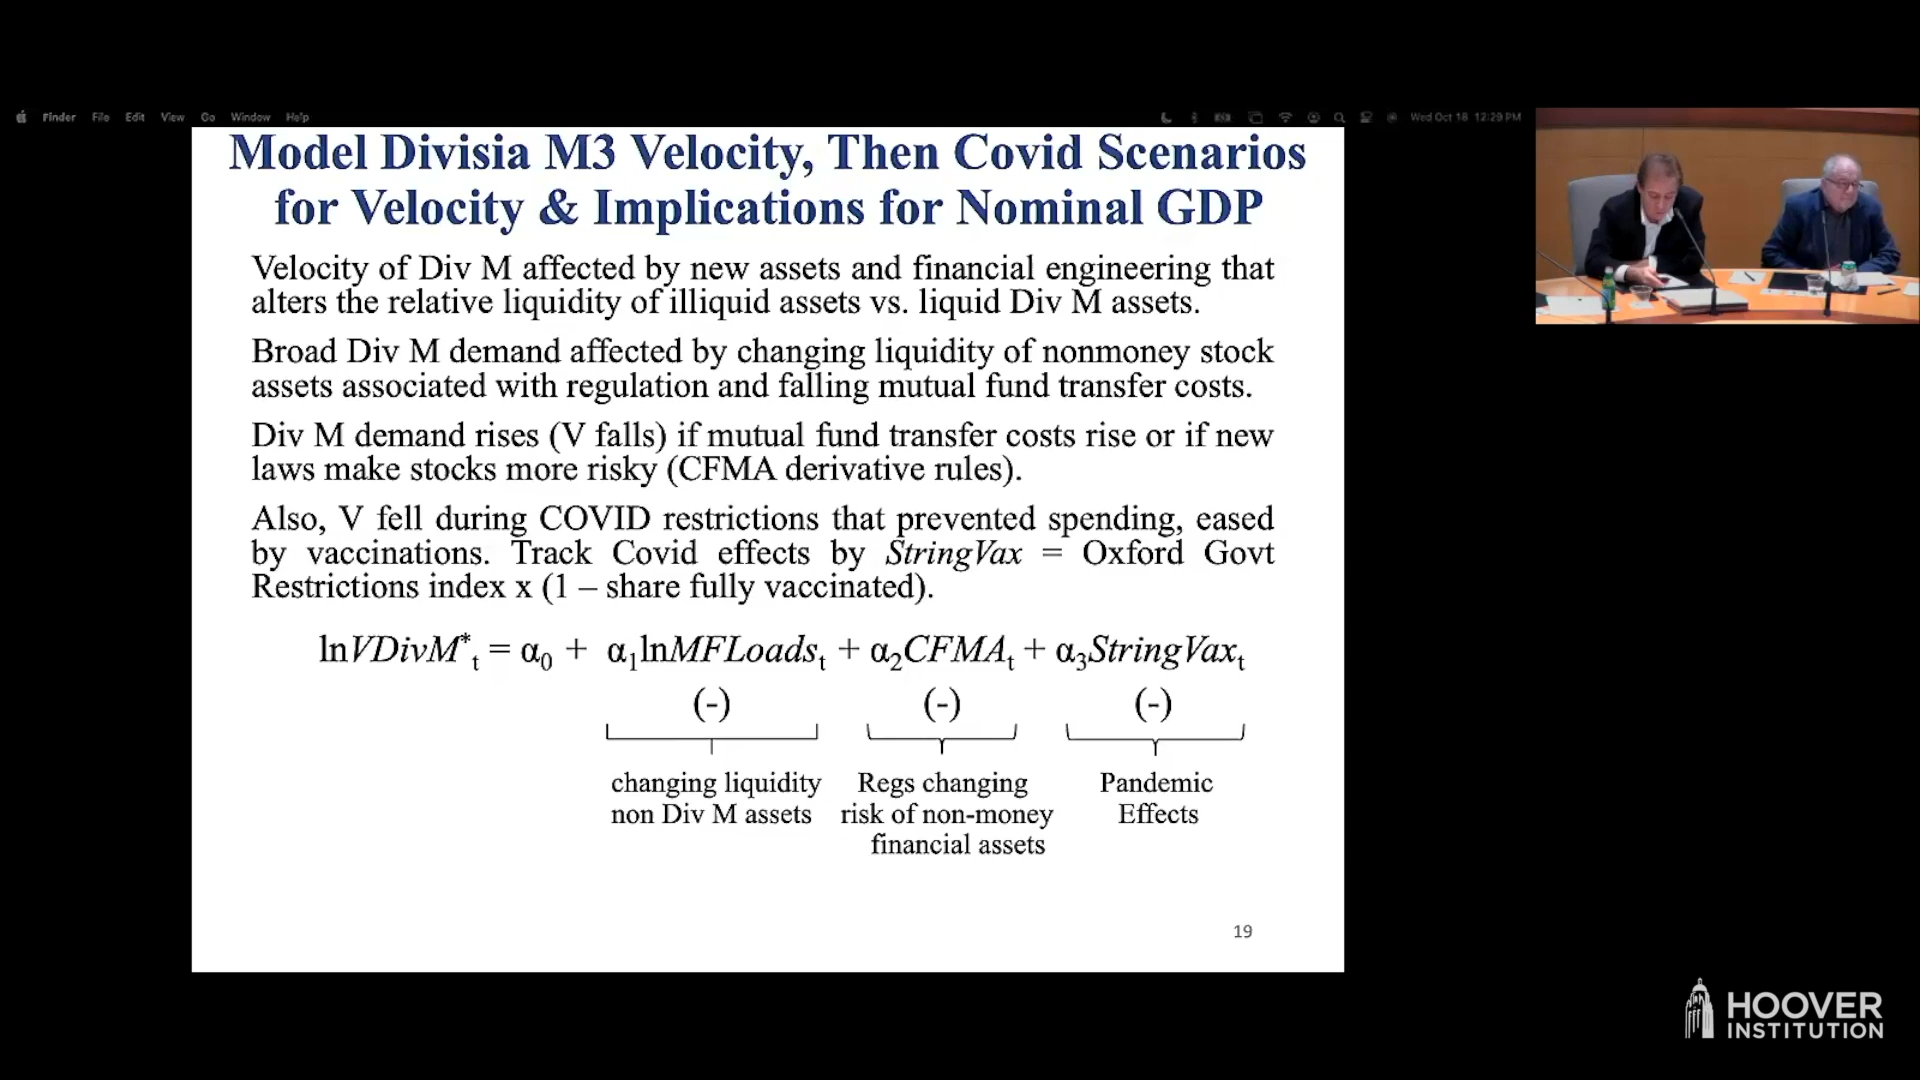 Finder File Edit View Go Window Help
Wed Oct 18 12:29 PM
Model Divisia M3 Velocity, Then Covid Scenarios
for Velocity & Implications for Nominal GDP
Velocity of Div M affected by new assets and financial engineering that
alters the relative liquidity of illiquid assets vs. liquid Div M assets.
Broad Div M demand affected by changing liquidity of nonmoney stock
assets associated with regulation and falling mutual fund transfer costs.
Div M demand rises (V falls) if mutual fund transfer costs rise or if new
laws make stocks more risky (CFMA derivative rules).
Also, V fell during COVID restrictions that prevented spending, eased
by vaccinations. Track Covid effects by StringVax = Oxford Govt
Restrictions index x (1 – share fully vaccinated).
lnVDivM*t = α0 + α1lnMFLoadst + α2CFMAt + α3StringVaxt
(-) (-) (-)
changing liquidity Regs changing Pandemic
non Div M assets risk of non-money Effects
financial assets
19
HOOVER
INSTITUTION